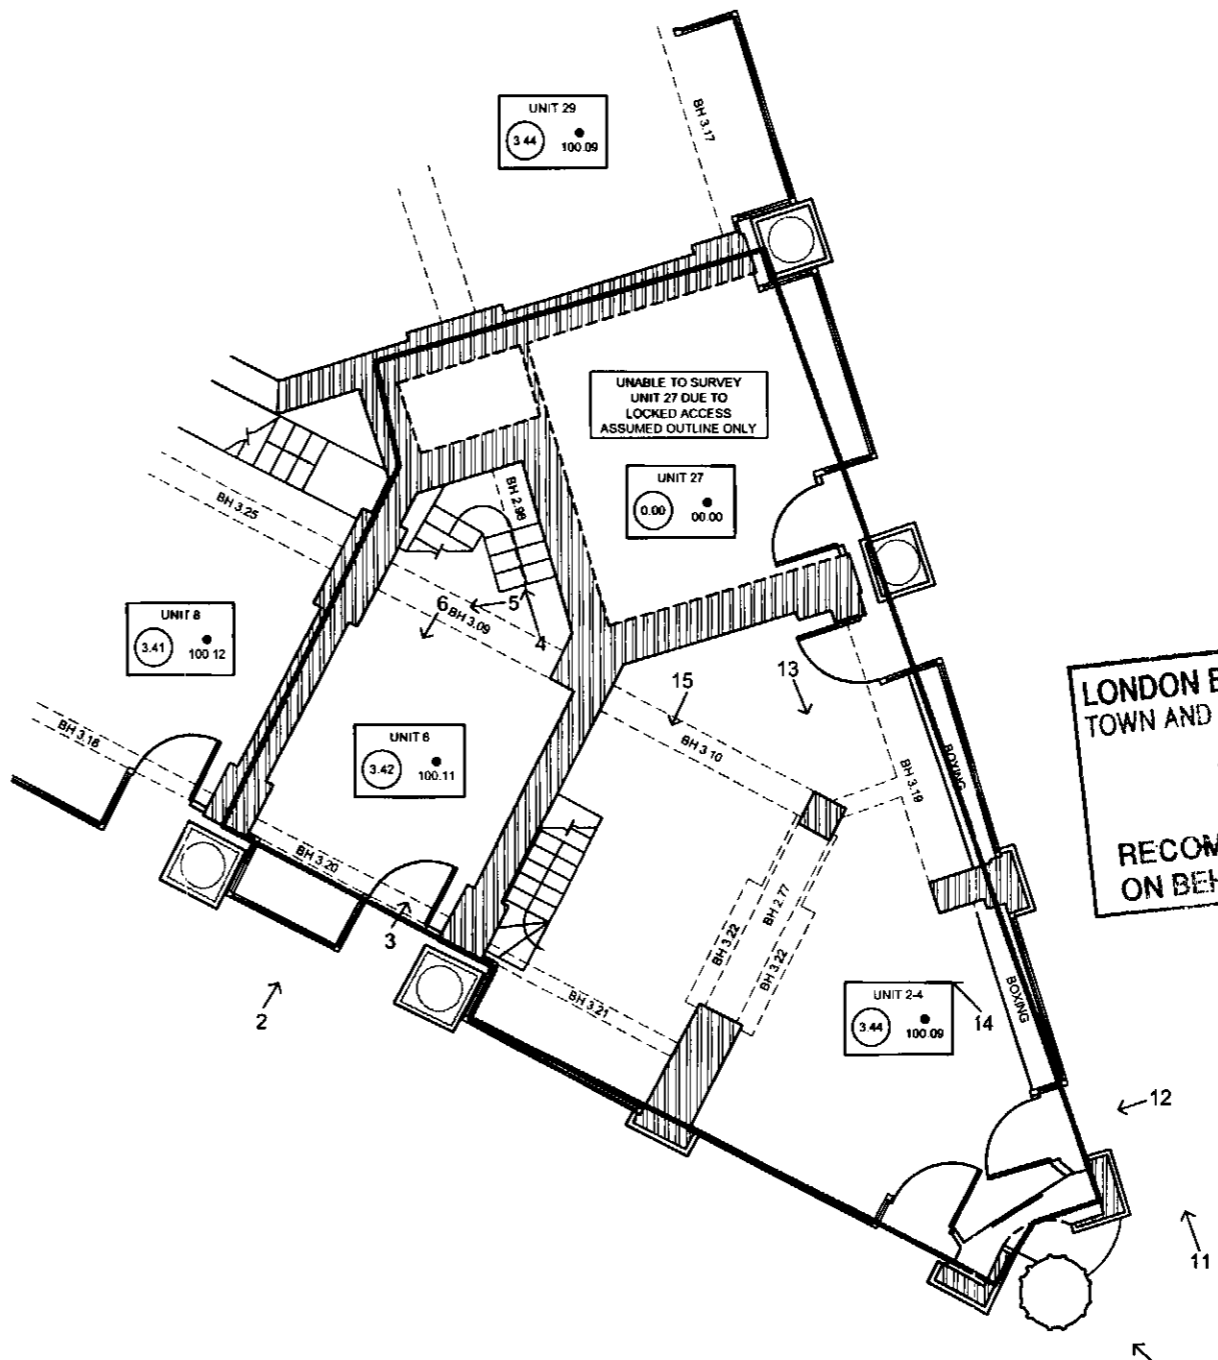 UNIT 29
3.44
100.09
BH 3.17
UNABLE TO SURVEY
UNIT 27 DUE TO
LOCKED ACCESS
ASSUMED OUTLINE ONLY
UNIT 27
0.00
00.00
BH 3.25
BH 2.98
UNIT 8
3.41
100.12
6
5
BH 3.09
4
15
13
LONDON B
TOWN AND
RECOM
ON BEH
BH 3.18
UNIT 6
3.42
100.11
BH 3.10
BH 3.19
BOXING
BH 3.20
3
BH 3.22
BH 2.77
BH 3.22
2
BH 3.21
UNIT 2-4
3.44
100.09
BOXING
14
12
11